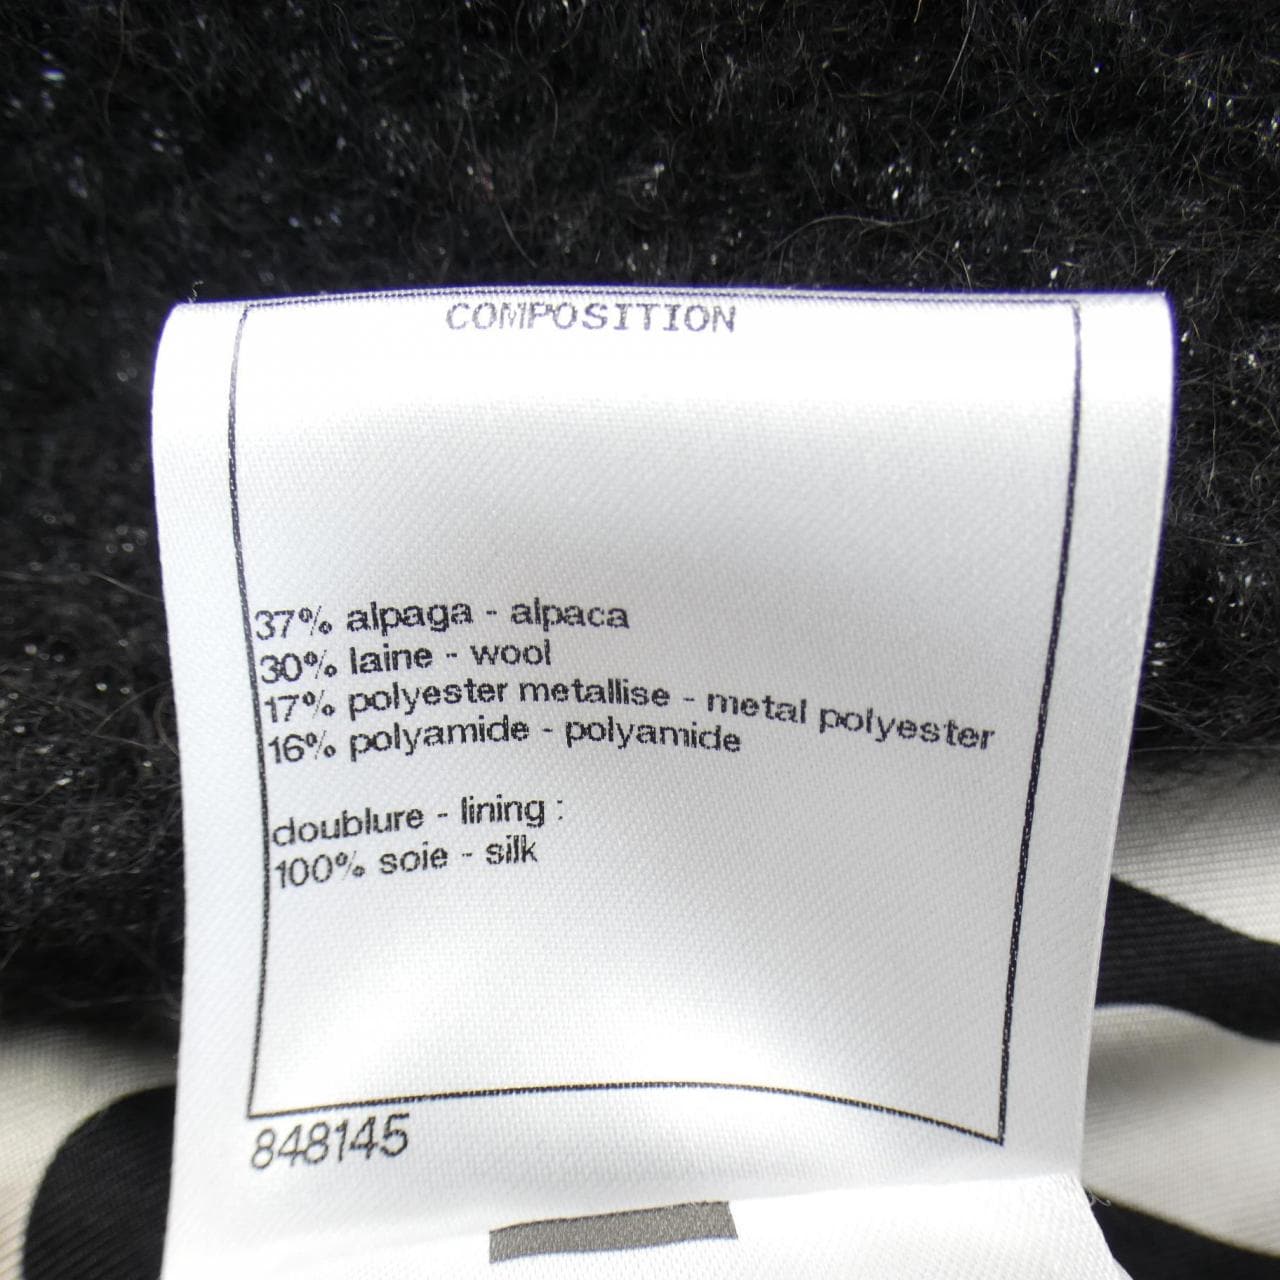 COMPOSITION
37% alpaga - alpaca
30% laine - wool
17% polyester metallise - metal polyester
16% polyamide - polyamide
doublure - lining :
100% soie - silk
848145